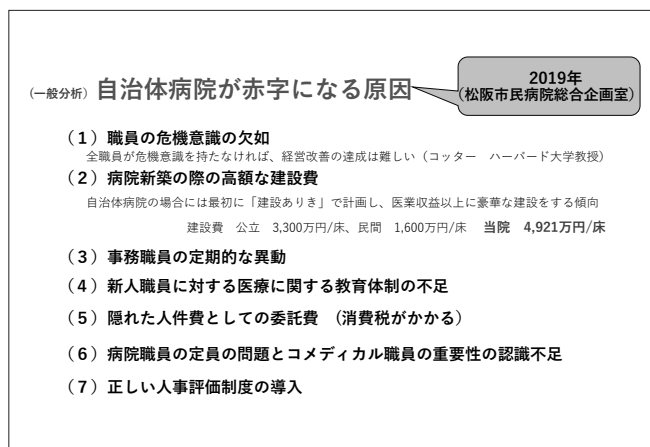 (一般分析) 自治体病院が赤字になる原因
2019年
(松阪市民病院総合企画室)
(1)職員の危機意識の欠如
全職員が危機意識を持たなければ、経営改善の達成は難しい(コッター ハーバード大学教授)
(2)病院新築の際の高額な建設費
自治体病院の場合には最初に「建設ありき」で計画し、医業収益以上に豪華な建設をする傾向
建設費 公立 3,300万円/床、民間 1,600万円/床 当院 4,921万円/床
(3)事務職員の定期的な異動
(4)新人職員に対する医療に関する教育体制の不足
(5)隠れた人件費としての委託費 (消費税がかかる)
(6)病院職員の定員の問題とコメディカル職員の重要性の認識不足
(7)正しい人事評価制度の導入